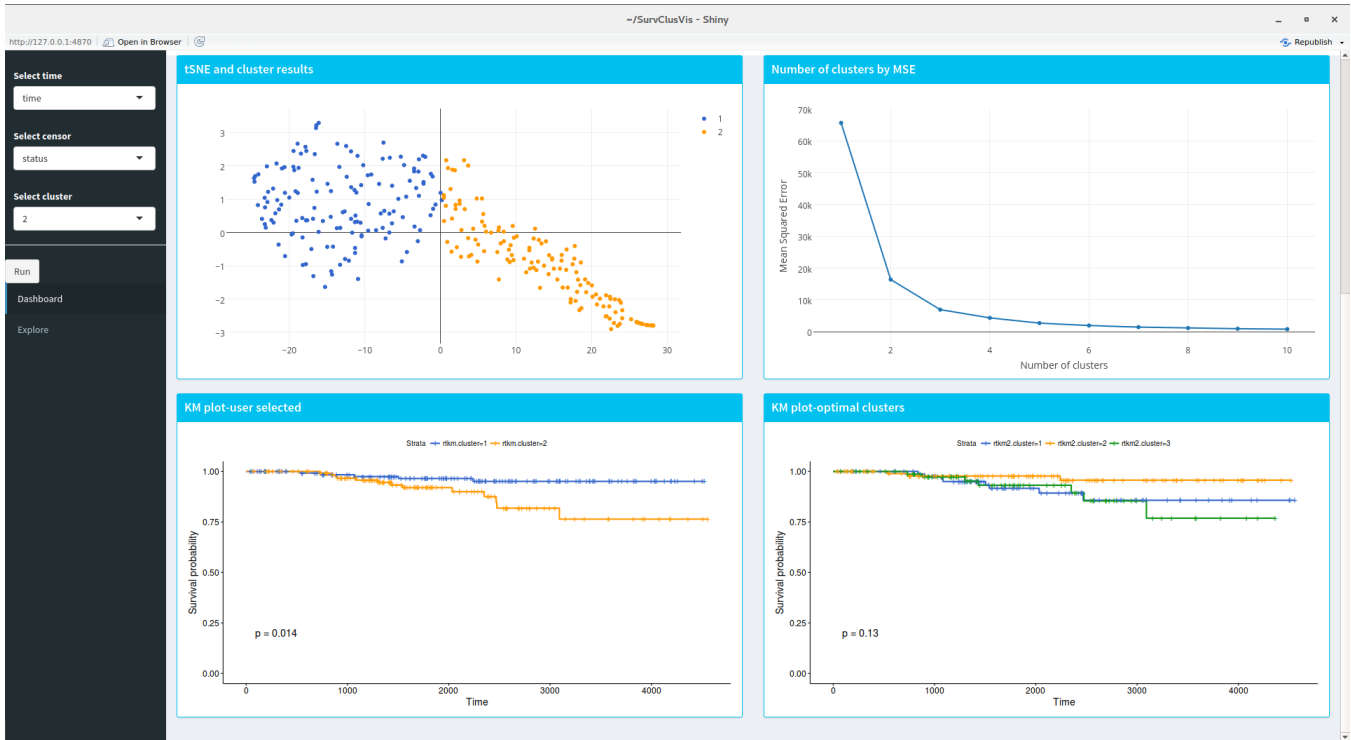 ~/SurvClusVis - Shiny
http://127.0.0.1:4870 Open in Browser Republish
Select time
time
Select censor
status
Select cluster
2
Run
Dashboard
Explore
tSNE and cluster results
3
2
1
0
−1
−2
−3
−20 −10 0 10 20 30
1
2
Number of clusters by MSE
Mean Squared Error
70k
60k
50k
40k
30k
20k
10k
0
2 4 6 8 10
Number of clusters
KM plot-user selected
Strata rtkm.cluster=1 rtkm.cluster=2
Survival probability
1.00
0.75
0.50
0.25
0.00
p = 0.014
0 1000 2000 3000 4000
Time
KM plot-optimal clusters
Strata rtkm2.cluster=1 rtkm2.cluster=2 rtkm2.cluster=3
Survival probability
1.00
0.75
0.50
0.25
0.00
p = 0.13
0 1000 2000 3000 4000
Time